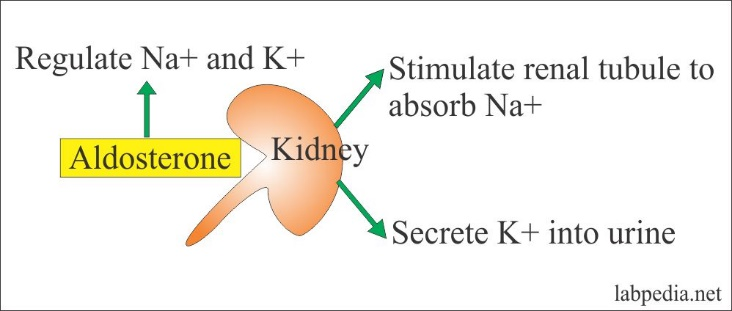 Regulate Na+ and K+
Stimulate renal tubule to
absorb Na+
Aldosterone
Kidney
Secrete K+ into urine
labpedia.net